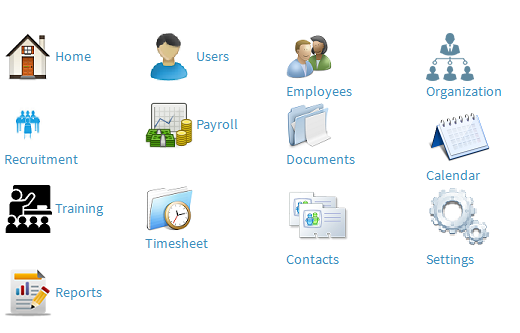 Home
Users
Employees
Organization
Recruitment
Payroll
Documents
Calendar
Training
Timesheet
Contacts
Settings
Reports